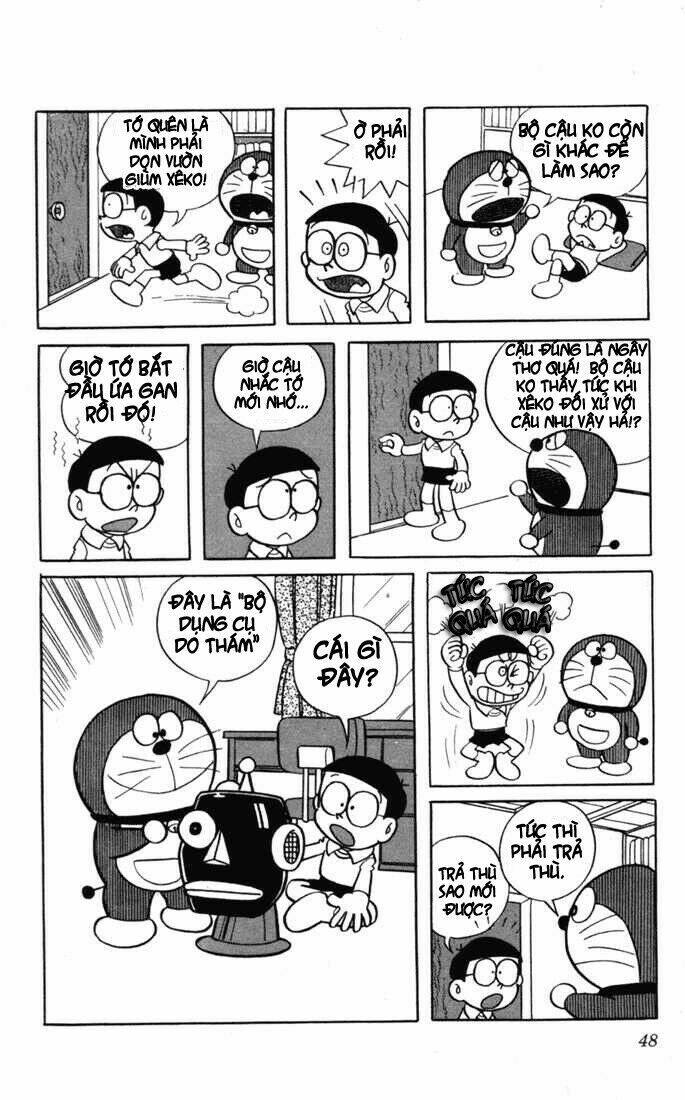 BỘ CẬU KO CÒN
GÌ KHÁC ĐỂ
LÀM SAO?
Ờ PHẢI
RỒI!
TỚ QUÊN LÀ
MÌNH PHẢI
DỌN VƯỜN
GIÙM XÊKO!
CẬU ĐÚNG LÀ NGÂY
THƠ QUÁ! BỘ CẬU
KO THẤY TỨC KHI
XÊKO ĐỐI XỬ VỚI
CẬU NHƯ VẬY HẢ!?
GIỜ CẬU
NHẮC TỚ
MỚI NHỚ...
GIỜ TỚ BẮT
ĐẦU ỨA GAN
RỒI ĐÓ!
TỨC
QUÁ
TỨC
QUÁ
TỨC THÌ
PHẢI TRẢ
THÙ.
TRẢ THÙ
SAO MỚI
ĐƯỢC?
CÁI GÌ
ĐÂY?
ĐÂY LÀ "BỘ
DỤNG CỤ
DO THÁM"
48